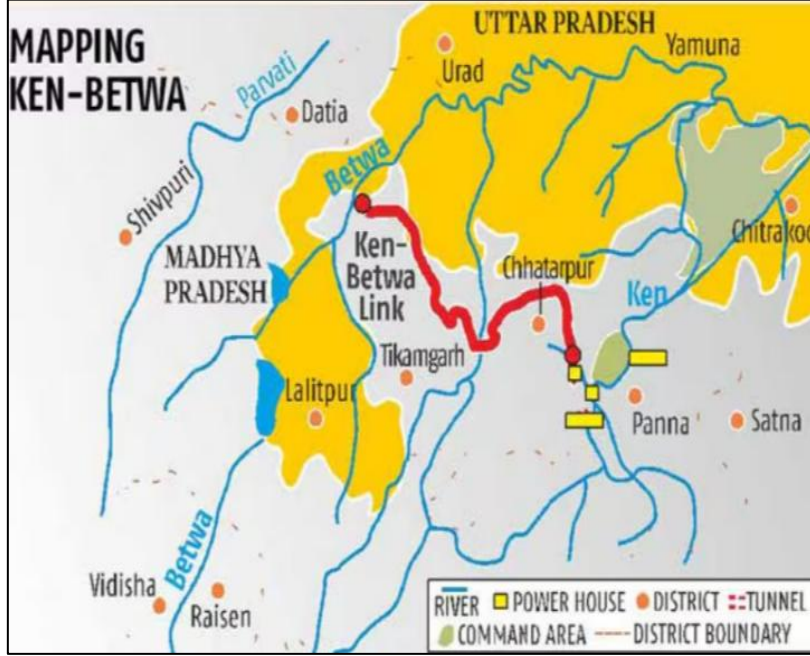 MAPPING
KEN-BETWA
UTTAR PRADESH
Yamuna
Urad
Parvati
Datia
Betwa
Shivpuri
Chitrakoo
MADHYA
PRADESH
Ken-
Betwa
Link
Chhatarpur
Ken
Tikamgarh
Lalitpur
Panna
Satna
Betwa
Vidisha
Raisen
RIVER POWER HOUSE DISTRICT TUNNEL
COMMAND AREA DISTRICT BOUNDARY